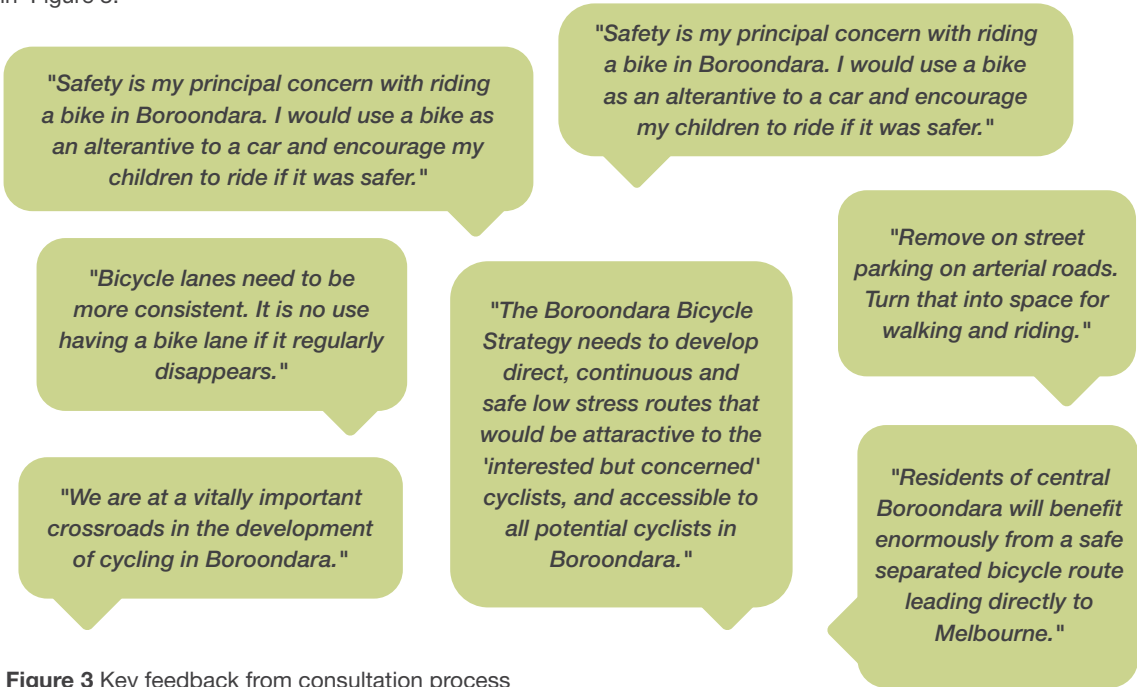 "Safety is my principal concern with riding
a bike in Boroondara. I would use a bike as
an alterantive to a car and encourage my
children to ride if it was safer."
"Safety is my principal concern with riding
a bike in Boroondara. I would use a bike
as an alterantive to a car and encourage
my children to ride if it was safer."
"Bicycle lanes need to be
more consistent. It is no use
having a bike lane if it regularly
disappears."
"The Boroondara Bicycle
Strategy needs to develop
direct, continuous and
safe low stress routes that
would be attaractive to the
'interested but concerned'
cyclists, and accessible to
all potential cyclists in
Boroondara."
"Remove on street
parking on arterial roads.
Turn that into space for
walking and riding."
"We are at a vitally important
crossroads in the development
of cycling in Boroondara."
"Residents of central
Boroondara will benefit
enormously from a safe
separated bicycle route
leading directly to
Melbourne."
Figure 3 Key feedback from consultation process